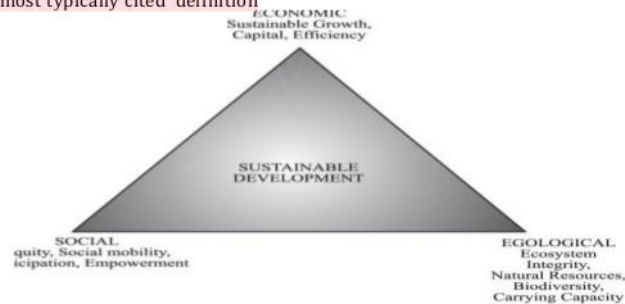 most typically cited definition
ECONOMIC
Sustainable Growth,
Capital, Efficiency
SUSTAINABLE
DEVELOPMENT
SOCIAL
quity, Social mobility,
icipation, Empowerment
EGOLOGICAL
Ecosystem
Integrity,
Natural Resources,
Biodiversity,
Carrying Capacity